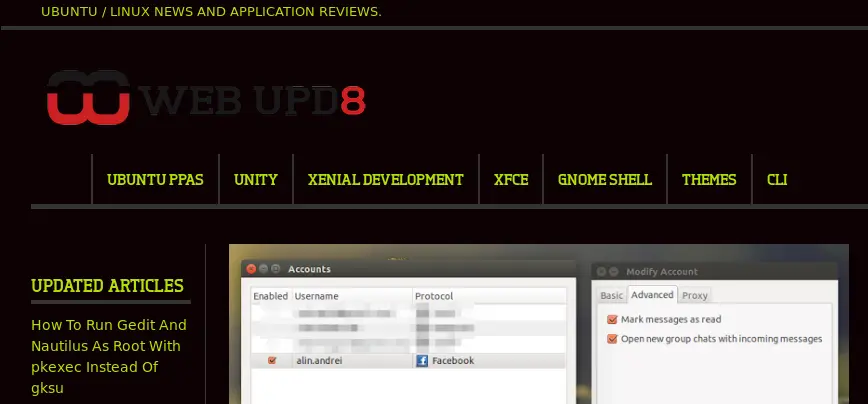 UBUNTU / LINUX NEWS AND APPLICATION REVIEWS.
WEB UPD8
UBUNTU PPAS UNITY XENIAL DEVELOPMENT XFCE GNOME SHELL THEMES CLI
UPDATED ARTICLES
How To Run Gedit And
Nautilus As Root With
pkexec Instead Of
gksu
Accounts
Enabled Username Protocol
alin.andrei Facebook
Modify Account
Basic Advanced Proxy
Mark messages as read
Open new group chats with incoming messages